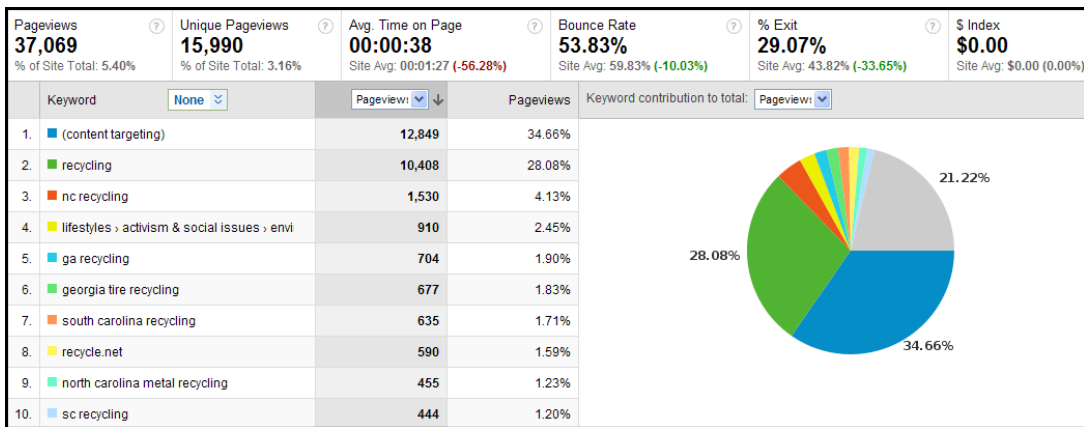 Pageviews
37,069
% of Site Total: 5.40%
Unique Pageviews
15,990
% of Site Total: 3.16%
Avg. Time on Page
00:00:38
Site Avg: 00:01:27 (-56.28%)
Bounce Rate
53.83%
Site Avg: 59.83% (-10.03%)
% Exit
29.07%
Site Avg: 43.82% (-33.65%)
$ Index
$0.00
Site Avg: $0.00 (0.00%)
Keyword None Pageviews Pageviews Keyword contribution to total: Pageviews
1. (content targeting) 12,849 34.66%
2. recycling 10,408 28.08%
3. nc recycling 1,530 4.13%
4. lifestyles › activism & social issues › envi 910 2.45%
5. ga recycling 704 1.90%
6. georgia tire recycling 677 1.83%
7. south carolina recycling 635 1.71%
8. recycle.net 590 1.59%
9. north carolina metal recycling 455 1.23%
10. sc recycling 444 1.20%
21.22%
28.08%
34.66%